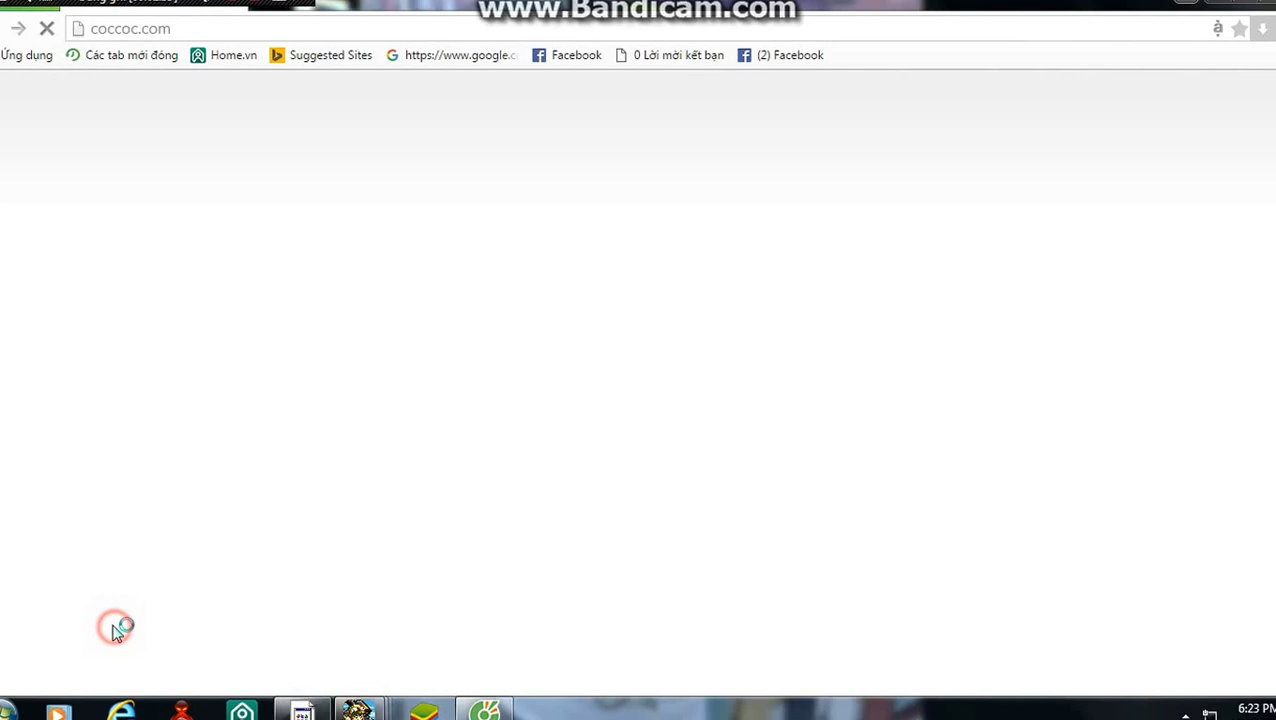 www.Bandicam.com
coccoc.com
Ứng dụng Các tab mới đóng Home.vn Suggested Sites https://www.google.c Facebook 0 Lời mời kết bạn (2) Facebook
6:23 PM